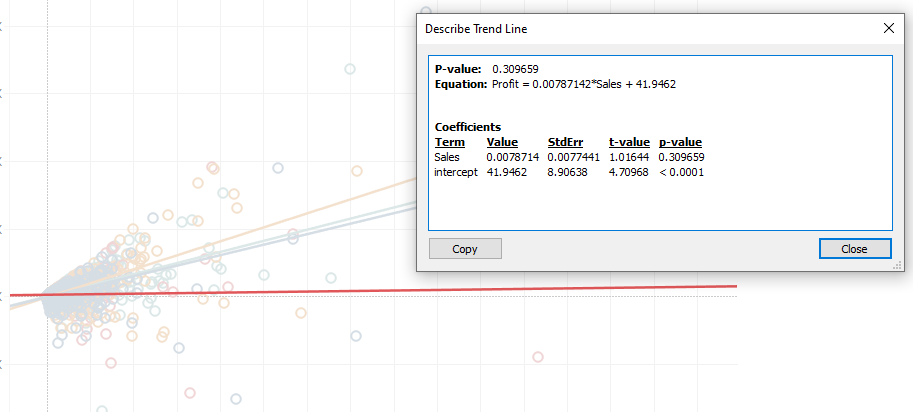 Describe Trend Line
P-value: 0.309659
Equation: Profit = 0.00787142*Sales + 41.9462
Coefficients
Term Value StdErr t-value p-value
Sales 0.0078714 0.0077441 1.01644 0.309659
intercept 41.9462 8.90638 4.70968 < 0.0001
Copy
Close